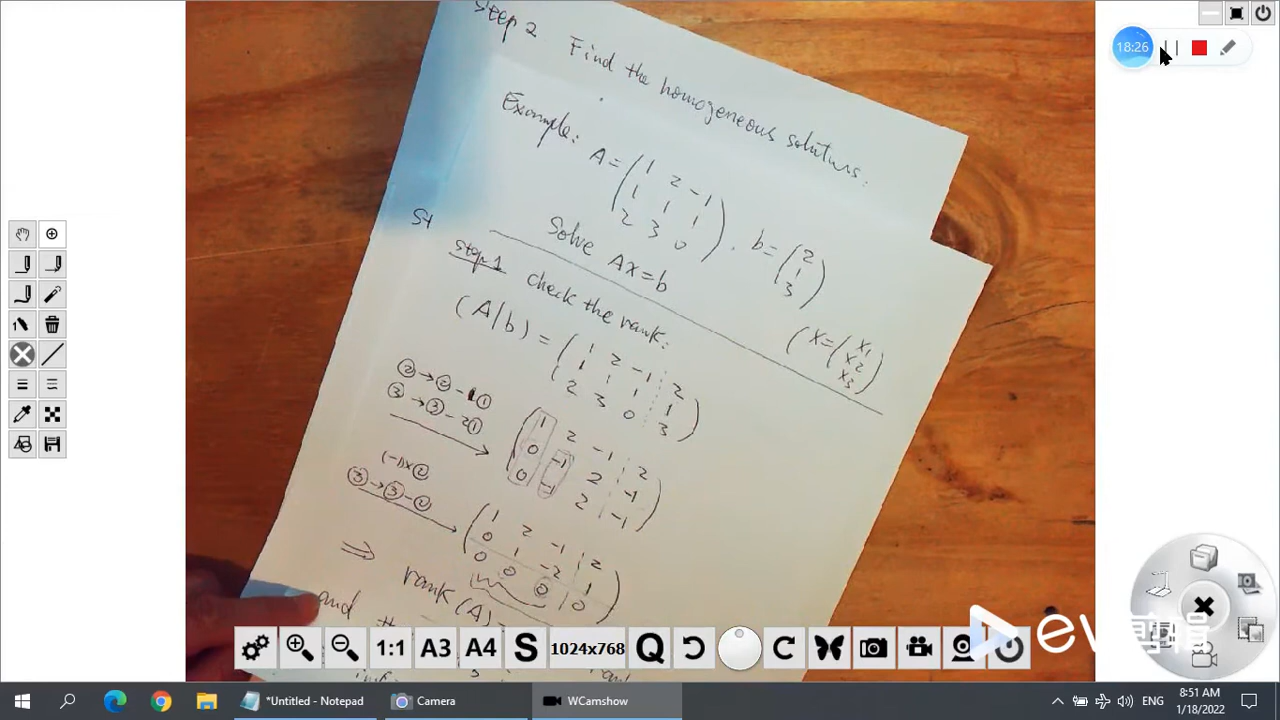 18:26
Step 2 Find the homogeneous solutions.
Example: A = ( 1 2 -1
1 1 1
2 3 0 ) , b = ( 2
1
3 )
Solve Ax=b
St
Step 1 Check the rank:
( x = ( x1
x2
x3 )
(A|b) = ( 1 2 -1 2
1 1 1 1
2 3 0 3 )
② → ② - ①
③ → ③ - 2①
( 1 2 -1 2
0 -1 2 -1
0 -1 2 -1 )
(-1)×②
③ → ③ - ②
( 1 2 -1 2
0 1 -2 1
0 0 0 0 )
⇒ rank(A)
and
1:1 A3 A4 S 1024x768 Q
*Untitled - Notepad
Camera
WCamshow
ENG
8:51 AM
1/18/2022